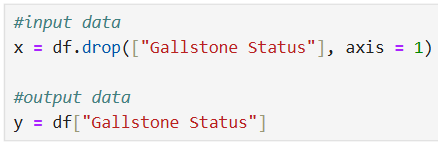 #input data
x = df.drop(["Gallstone Status"], axis = 1)
#output data
y = df["Gallstone Status"]